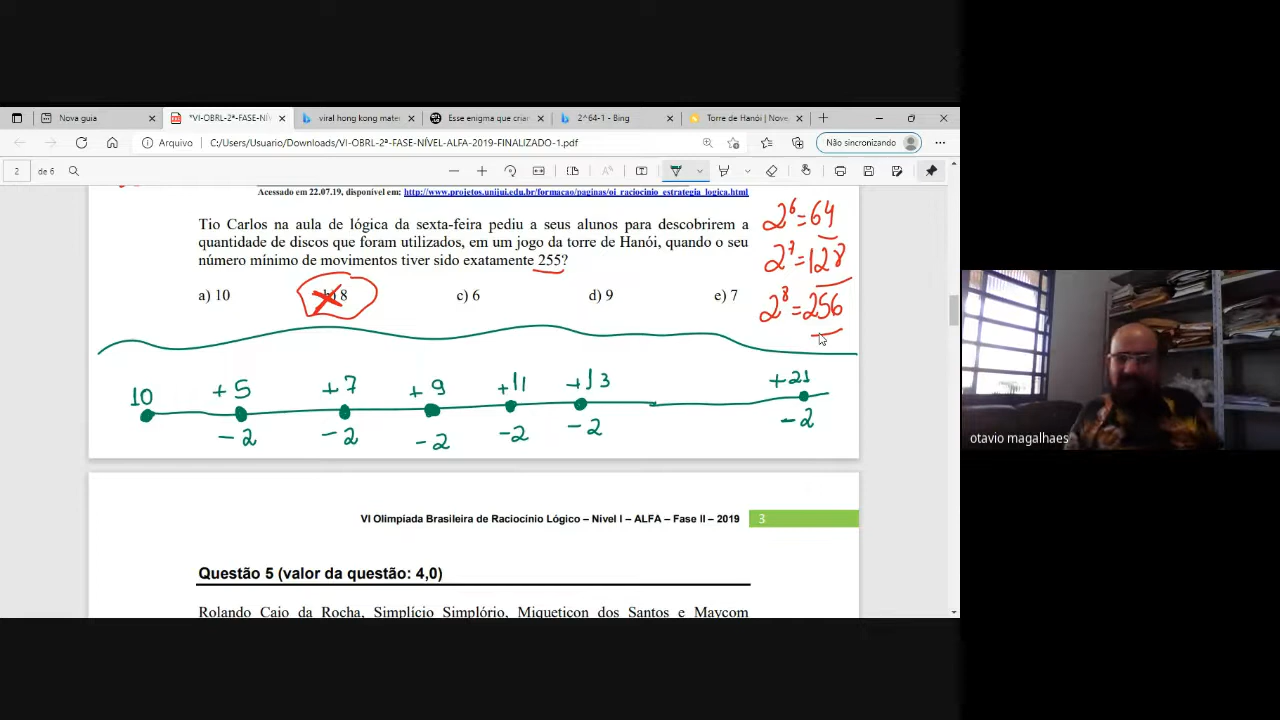 Nova guia
*VI-OBRL-2ª-FASE-NÍV
viral hong kong mater
Esse enigma que criar
2^64-1 - Bing
Torre de Hanói | Nove
Arquivo C:/Users/Usuario/Downloads/VI-OBRL-2ª-FASE-NÍVEL-ALFA-2019-FINALIZADO-1.pdf
Não sincronizando
2 de 6
Acessado em 22.07.19, disponível em: http://www.projetos.unijui.edu.br/formacao/paginas/oi_raciocinio_estrategia_logica.html
Tio Carlos na aula de lógica da sexta-feira pediu a seus alunos para descobrirem a
quantidade de discos que foram utilizados, em um jogo da torre de Hanói, quando o seu
número mínimo de movimentos tiver sido exatamente 255?
a) 10 b) 8 c) 6 d) 9 e) 7
2^6=64
2^7=128
2^8=256
10 +5 +7 +9 +11 +13 +21
-2 -2 -2 -2 -2 -2
VI Olimpíada Brasileira de Raciocínio Lógico – Nível I – ALFA – Fase II – 2019 3
Questão 5 (valor da questão: 4,0)
Rolando Caio da Rocha, Simplício Simplório, Miqueticon dos Santos e Maycom
otavio magalhaes